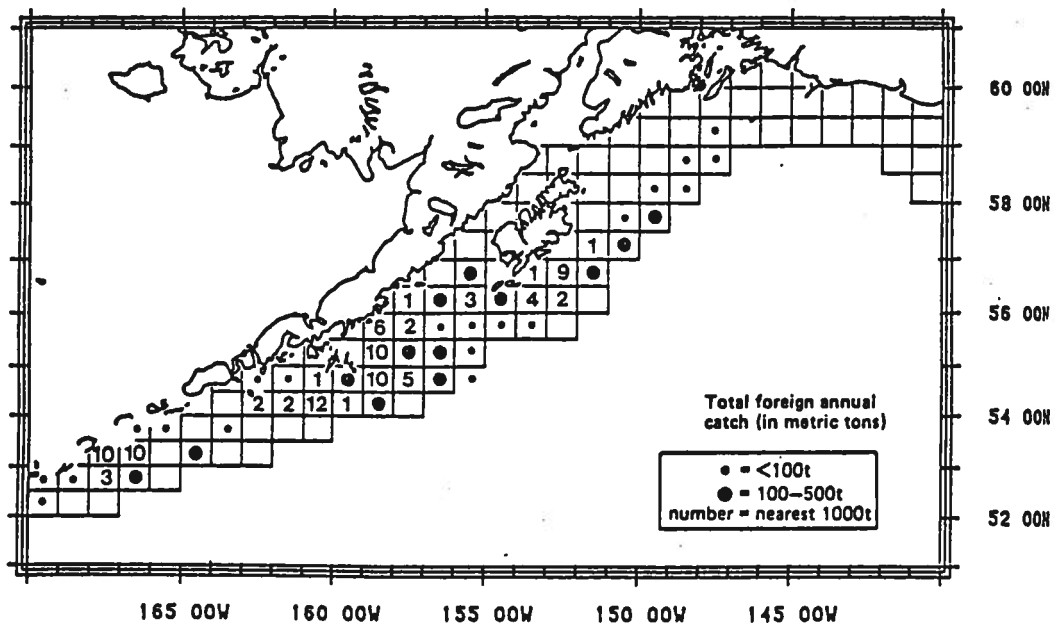 60 00N
58 00N
1
1 9
1 3 4 2
56 00N
6 2
10
1 10 5
2 2 12 1
54 00N
10 10
3
52 00N
Total foreign annual
catch (in metric tons)
• = <100t
● = 100–500t
number = nearest 1000t
165 00W 160 00W 155 00W 150 00W 145 00W